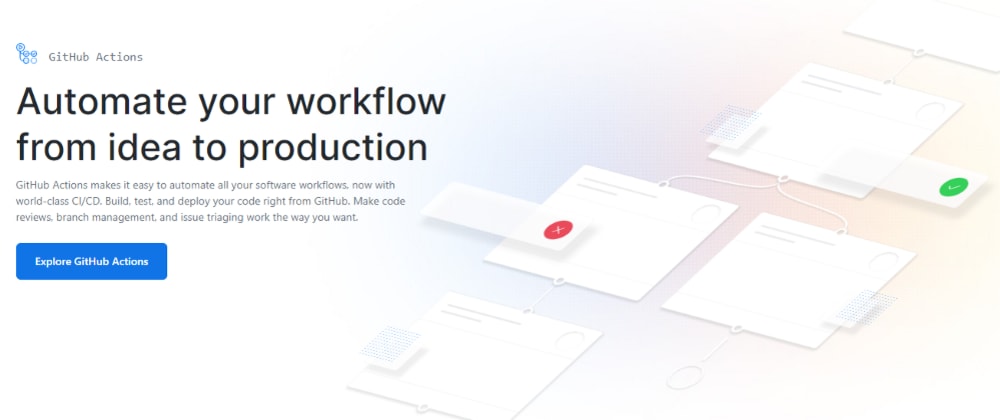 GitHub Actions
Automate your workflow
from idea to production
GitHub Actions makes it easy to automate all your software workflows, now with
world-class CI/CD. Build, test, and deploy your code right from GitHub. Make code
reviews, branch management, and issue triaging work the way you want.
Explore GitHub Actions